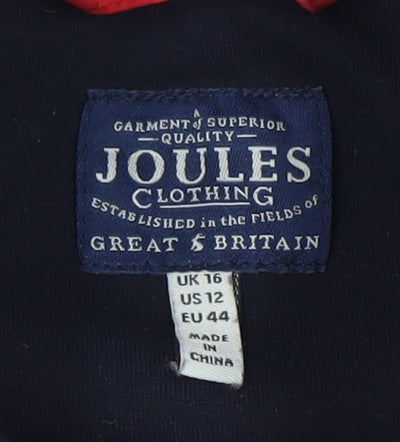 A
GARMENT of SUPERIOR
QUALITY
JOULES
CLOTHING
ESTABLISHED in the FIELDS of
GREAT BRITAIN
UK 16
US 12
EU 44
MADE
IN
CHINA